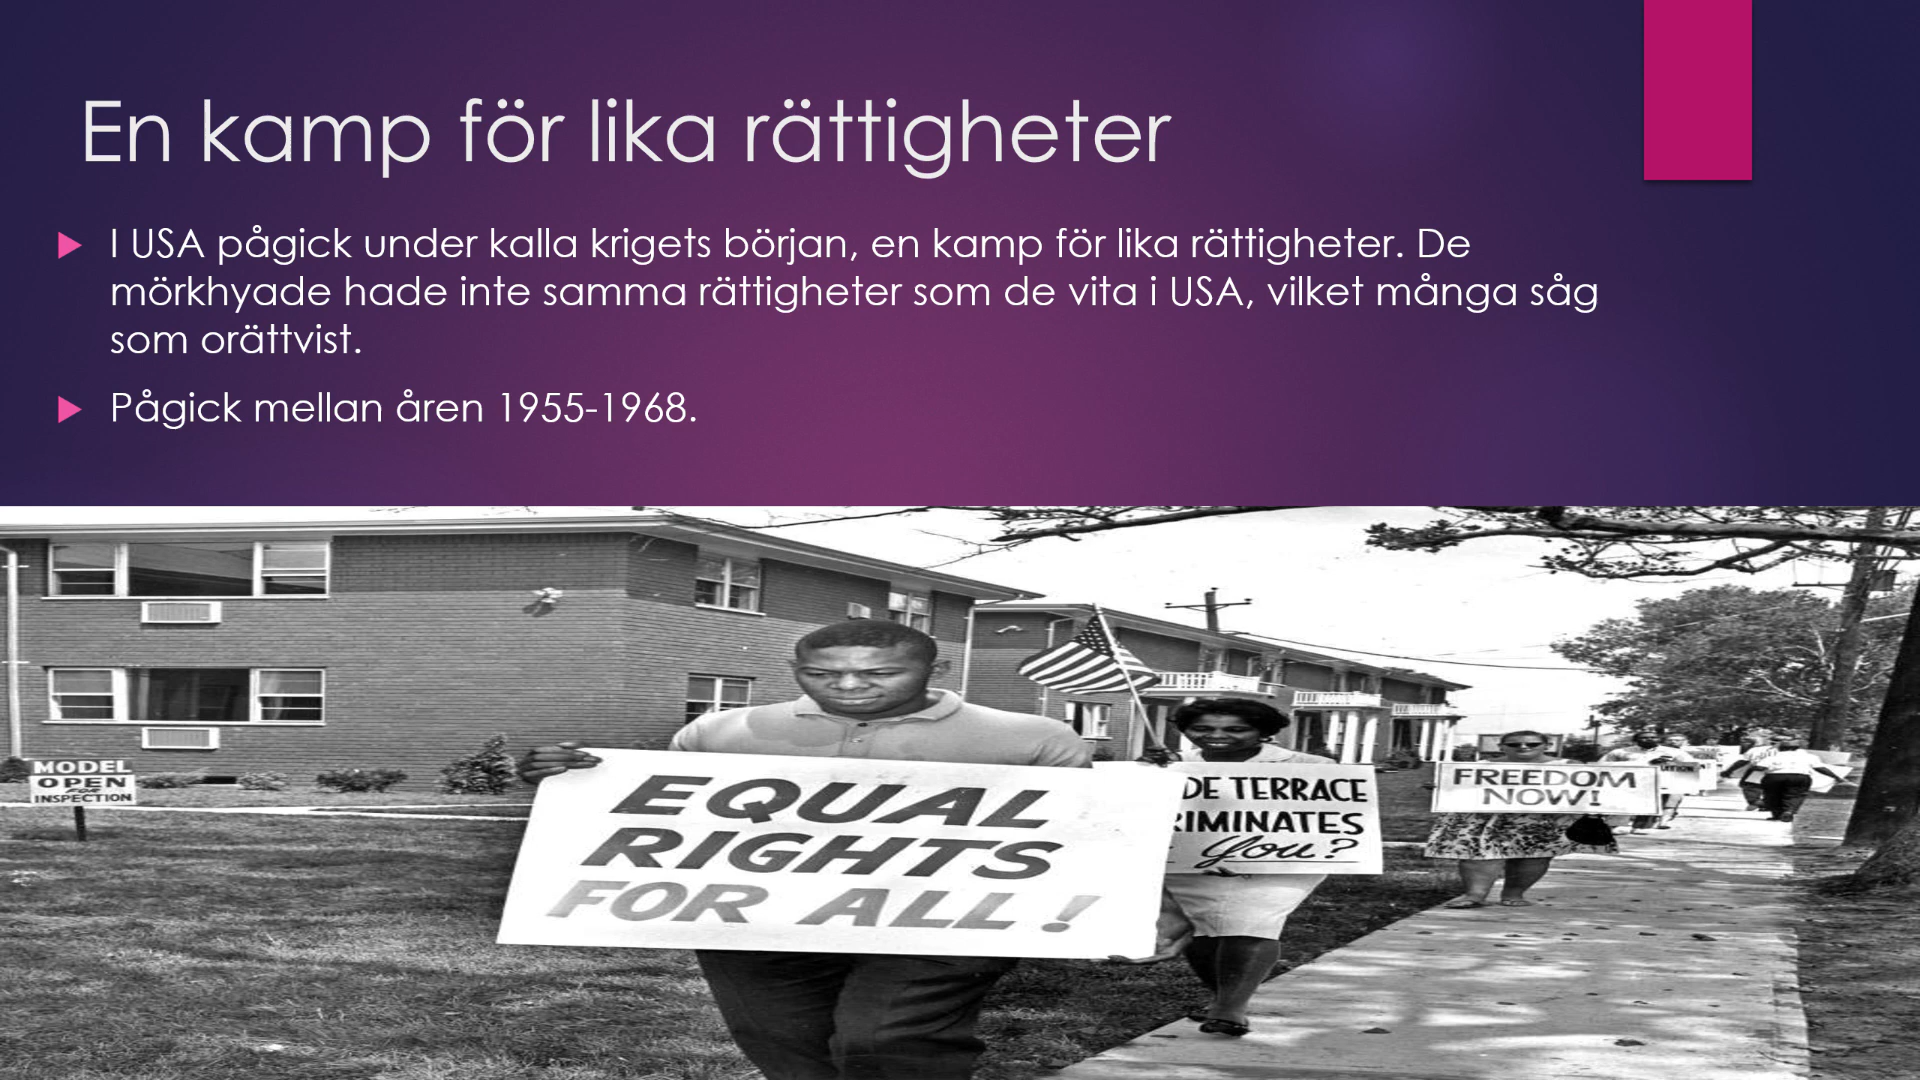 En kamp för lika rättigheter
I USA pågick under kalla krigets början, en kamp för lika rättigheter. De
mörkhyade hade inte samma rättigheter som de vita i USA, vilket många såg
som orättvist.
Pågick mellan åren 1955-1968.
MODEL
OPEN
FOR
INSPECTION
EQUAL
RIGHTS
FOR ALL!
DE TERRACE
RIMINATES
You?
FREEDOM
NOW!